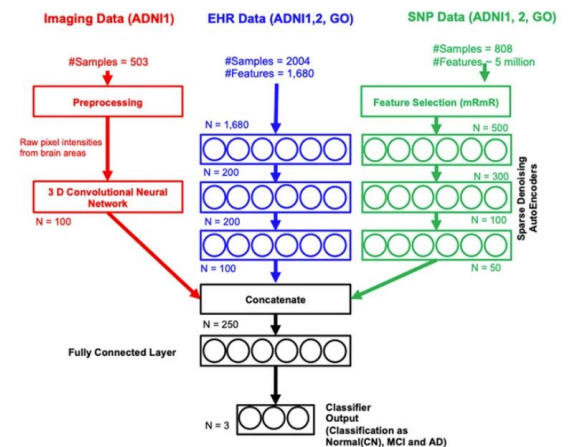 Imaging Data (ADNI1)
#Samples = 503
Preprocessing
Raw pixel intensities
from brain areas
3 D Convolutional Neural
Network
N = 100
EHR Data (ADNI1,2, GO)
#Samples = 2004
#Features = 1,680
N = 1,680
N = 200
N = 200
N = 100
SNP Data (ADNI1, 2, GO)
#Samples = 808
#Features ~ 5 million
Feature Selection (mRmR)
N = 500
N = 300
N = 100
N = 50
Sparse Denoising
AutoEncoders
Concatenate
N = 250
Fully Connected Layer
N = 3
Classifier
Output
(Classification as
Normal(CN), MCI and AD)